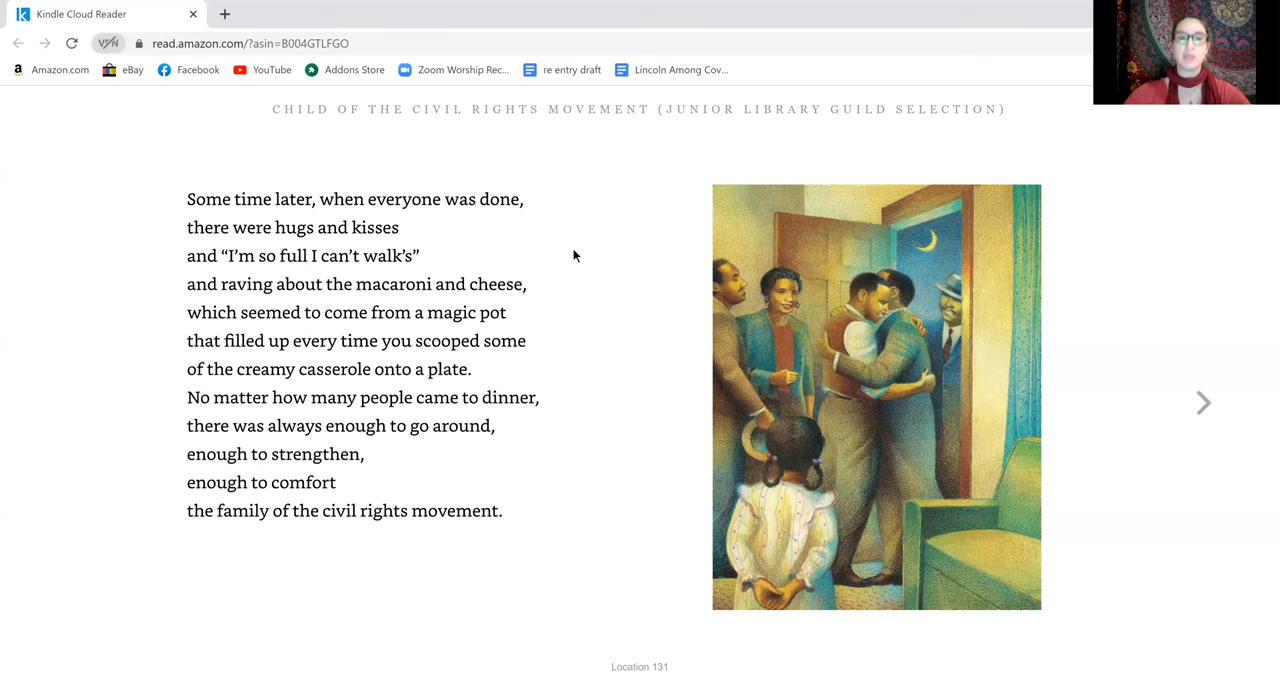 Kindle Cloud Reader
VPN
read.amazon.com/?asin=B004GTLFGO
Amazon.com
eBay
Facebook
YouTube
Addons Store
Zoom Worship Rec...
re entry draft
Lincoln Among Cov...
CHILD OF THE CIVIL RIGHTS MOVEMENT (JUNIOR LIBRARY GUILD SELECTION)
Some time later, when everyone was done,
there were hugs and kisses
and “I’m so full I can’t walk’s”
and raving about the macaroni and cheese,
which seemed to come from a magic pot
that filled up every time you scooped some
of the creamy casserole onto a plate.
No matter how many people came to dinner,
there was always enough to go around,
enough to strengthen,
enough to comfort
the family of the civil rights movement.
Location 131